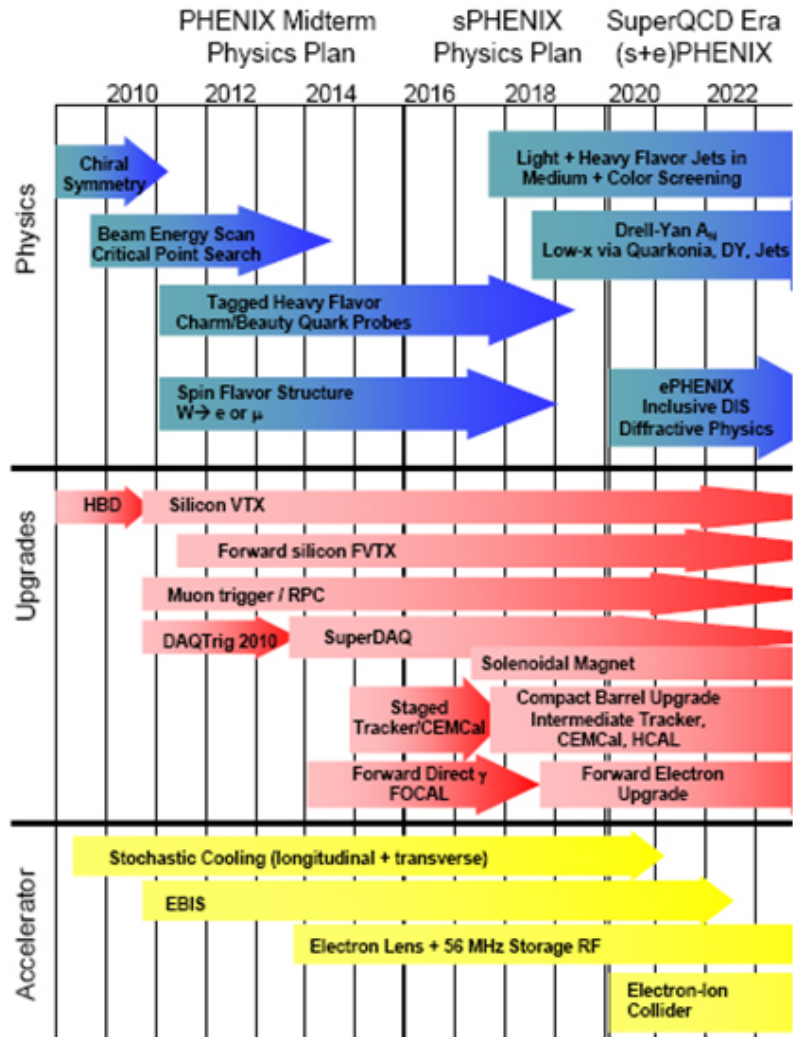 PHENIX Midterm
Physics Plan
sPHENIX
Physics Plan
SuperQCD Era
(s+e)PHENIX
2010 2012 2014 2016 2018 2020 2022
Physics
Chiral
Symmetry
Light + Heavy Flavor Jets in
Medium + Color Screening
Beam Energy Scan
Critical Point Search
Drell-Yan A_N
Low-x via Quarkonia, DY, Jets
Tagged Heavy Flavor
Charm/Beauty Quark Probes
Spin Flavor Structure
W→ e or μ
ePHENIX
Inclusive DIS
Diffractive Physics
Upgrades
HBD
Silicon VTX
Forward silicon FVTX
Muon trigger / RPC
DAQTrig 2010
SuperDAQ
Solenoidal Magnet
Staged
Tracker/CEMCal
Compact Barrel Upgrade
Intermediate Tracker,
CEMCal, HCAL
Forward Direct γ
FOCAL
Forward Electron
Upgrade
Accelerator
Stochastic Cooling (longitudinal + transverse)
EBIS
Electron Lens + 56 MHz Storage RF
Electron-Ion
Collider